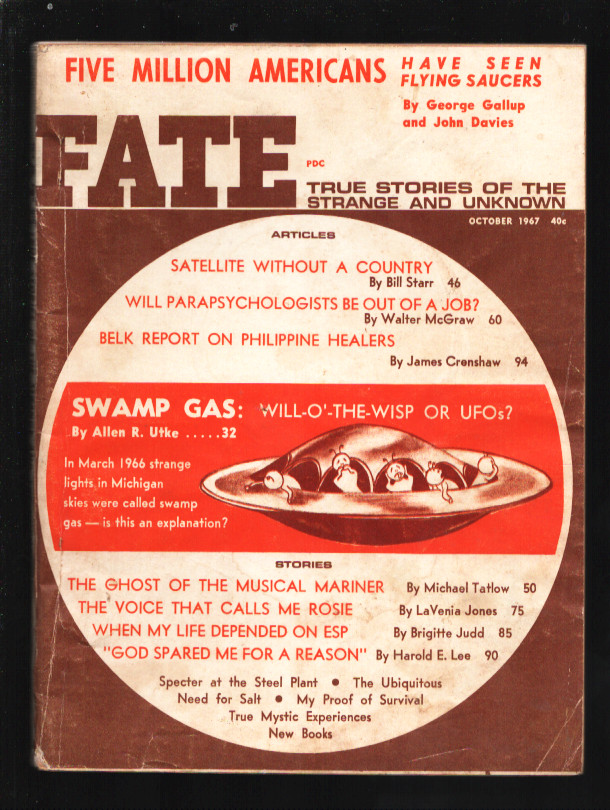 FIVE MILLION AMERICANS HAVE SEEN
FLYING SAUCERS
By George Gallup
and John Davies
FATE
PDC
TRUE STORIES OF THE
STRANGE AND UNKNOWN
OCTOBER 1967 40c
ARTICLES
SATELLITE WITHOUT A COUNTRY
By Bill Starr 46
WILL PARAPSYCHOLOGISTS BE OUT OF A JOB?
By Walter McGraw 60
BELK REPORT ON PHILIPPINE HEALERS
By James Crenshaw 94
SWAMP GAS: WILL-O'-THE-WISP OR UFOs?
By Allen R. Utke .....32
In March 1966 strange
lights in Michigan
skies were called swamp
gas — is this an explanation?
STORIES
THE GHOST OF THE MUSICAL MARINER By Michael Tatlow 50
THE VOICE THAT CALLS ME ROSIE By LaVenia Jones 75
WHEN MY LIFE DEPENDED ON ESP By Brigitte Judd 85
"GOD SPARED ME FOR A REASON" By Harold E. Lee 90
Specter at the Steel Plant ● The Ubiquitous
Need for Salt ● My Proof of Survival
True Mystic Experiences
New Books